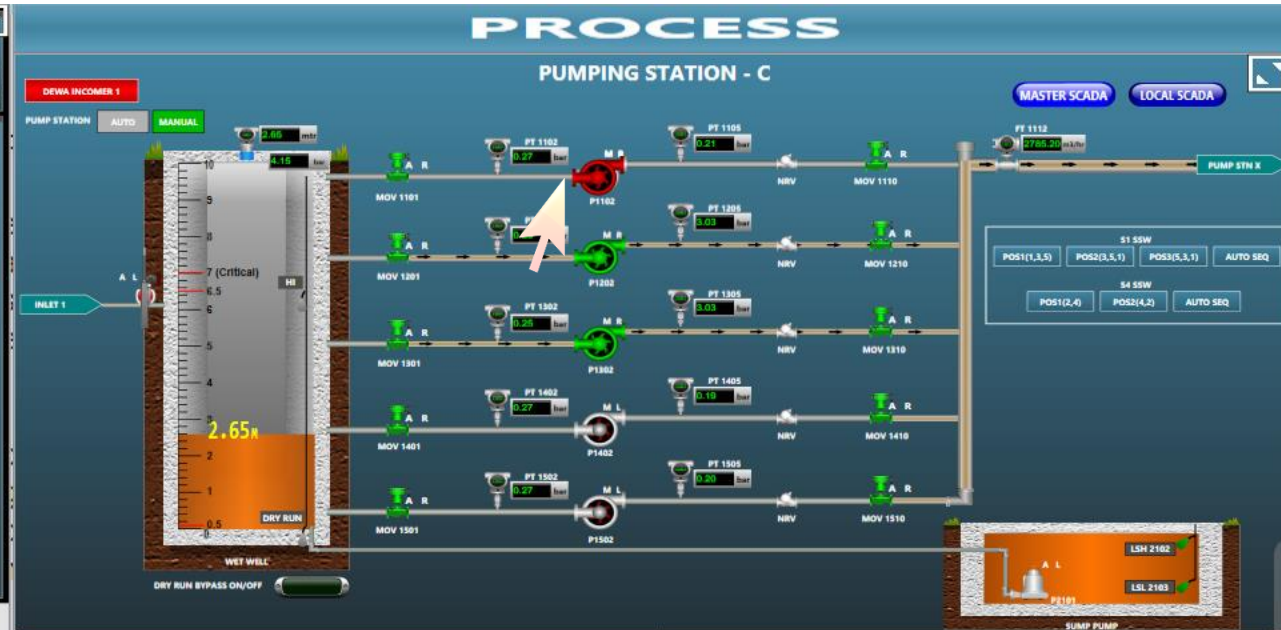 PROCESS
PUMPING STATION - C
DEWA INCOMER 1
MASTER SCADA
LOCAL SCADA
PUMP STATION
AUTO
MANUAL
2.65 mtr
4.15 bar
PT 1102
0.27 bar
PT 1105
0.21 bar
FT 1112
2785.20 m3/hr
PUMP STN X
A R
M R
A R
MOV 1101
P1102
NRV
MOV 1110
10
9
8
7 (Critical)
6.5
6
5
4
3
2
1
0.5
0
HI
2.65M
DRY RUN
WET WELL
DRY RUN BYPASS ON/OFF
A L
INLET 1
PT 1205
3.03 bar
A R
M R
A R
MOV 1201
P1202
NRV
MOV 1210
S1 SSW
POS1(1,3,5)
POS2(3,5,1)
POS3(5,3,1)
AUTO SEQ
S4 SSW
POS1(2,4)
POS2(4,2)
AUTO SEQ
PT 1302
0.25 bar
PT 1305
3.03 bar
A R
M R
A R
MOV 1301
P1302
NRV
MOV 1310
PT 1402
0.27 bar
PT 1405
0.19 bar
A R
M L
A R
MOV 1401
P1402
NRV
MOV 1410
PT 1502
0.27 bar
PT 1505
0.20 bar
A R
M L
A R
MOV 1501
P1502
NRV
MOV 1510
LSH 2102
A L
LSL 2103
P2101
SUMP PUMP